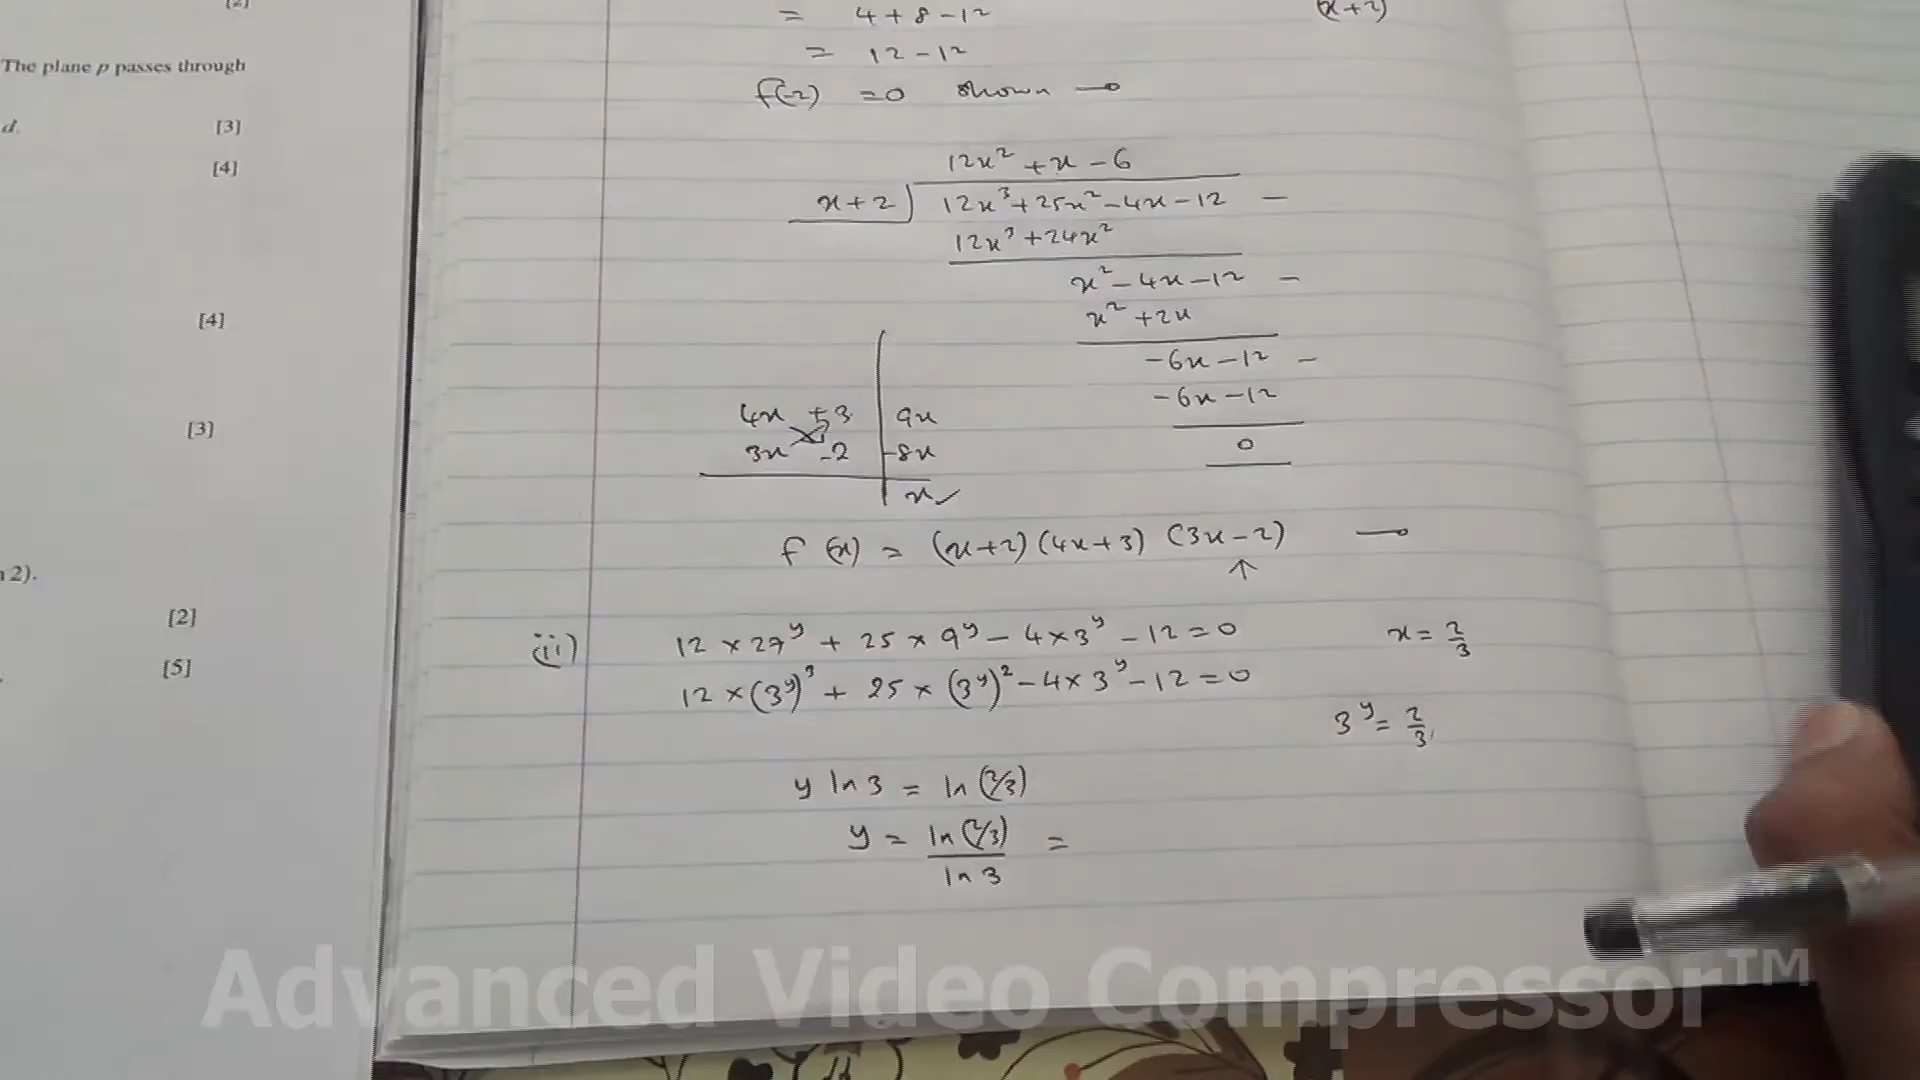 [2]
The plane p passes through
d. [3]
[4]
[4]
[3]
n 2).
[2]
[5]
= 4 + 8 - 12
(x+2)
= 12 - 12
f(-2) = 0 shown
12x² + x - 6
x + 2 ) 12x³ + 25x² - 4x - 12 -
12x³ + 24x²
x² - 4x - 12 -
x² + 2x
-6x - 12 -
-6x - 12
0
4x +3 | 9x
3x -2 | -8x
x ✓
f(x) = (x+2)(4x+3)(3x-2)
↑
(ii) 12 × 27^y + 25 × 9^y - 4 × 3^y - 12 = 0
x = 2/3
12 × (3^y)³ + 25 × (3^y)² - 4 × 3^y - 12 = 0
3^y = 2/3
y ln 3 = ln (2/3)
y = ln (2/3) / ln 3 =
Advanced Video Compressor™